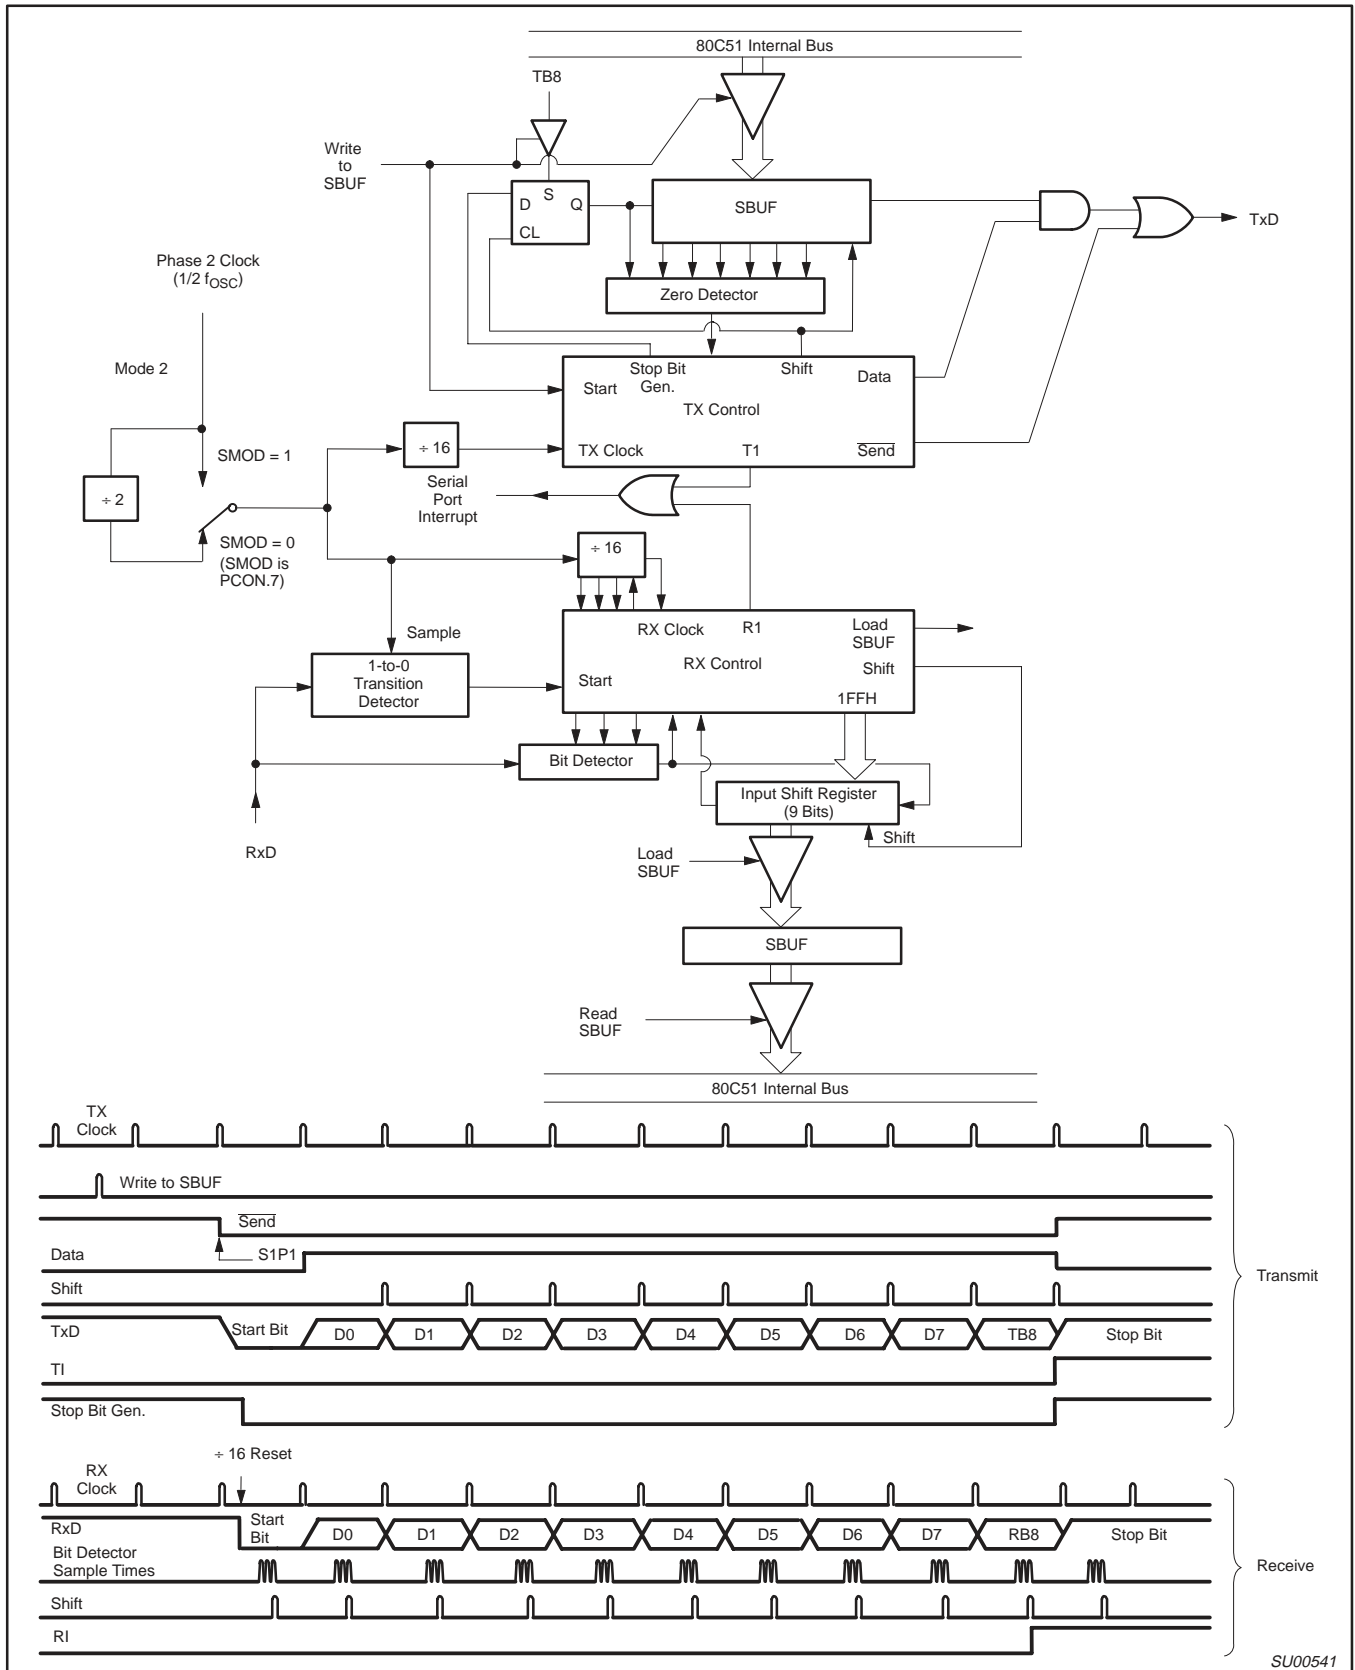 80C51 Internal Bus
TB8
Write
to
SBUF
S
D
Q
CL
SBUF
TxD
Phase 2 Clock
(1/2 fOSC)
Zero Detector
Mode 2
Stop Bit
Gen.
Shift
Data
Start
TX Control
÷ 16
TX Clock
T1
Send
SMOD = 1
÷ 2
Serial
Port
Interrupt
SMOD = 0
(SMOD is
PCON.7)
÷ 16
Sample
RX Clock
R1
Load
SBUF
RX Control
Shift
1-to-0
Transition
Detector
Start
1FFH
Bit Detector
Input Shift Register
(9 Bits)
Shift
RxD
Load
SBUF
SBUF
Read
SBUF
80C51 Internal Bus
TX
Clock
Write to SBUF
Send
Data
S1P1
Shift
Transmit
TxD
Start Bit
D0
D1
D2
D3
D4
D5
D6
D7
TB8
Stop Bit
TI
Stop Bit Gen.
÷ 16 Reset
RX
Clock
RxD
Start
Bit
D0
D1
D2
D3
D4
D5
D6
D7
RB8
Stop Bit
Bit Detector
Sample Times
Receive
Shift
RI
SU00541